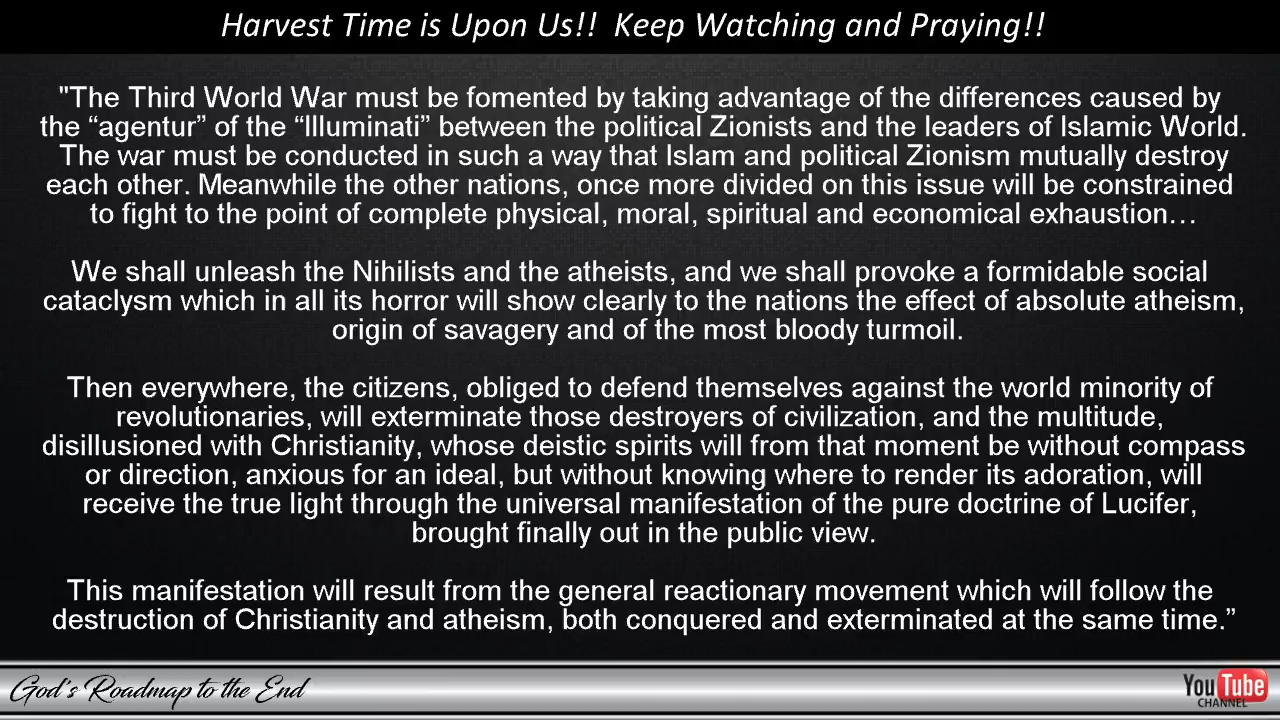 Harvest Time is Upon Us!!  Keep Watching and Praying!!
"The Third World War must be fomented by taking advantage of the differences caused by
the “agentur” of the “Illuminati” between the political Zionists and the leaders of Islamic World.
The war must be conducted in such a way that Islam and political Zionism mutually destroy
each other. Meanwhile the other nations, once more divided on this issue will be constrained
to fight to the point of complete physical, moral, spiritual and economical exhaustion…
We shall unleash the Nihilists and the atheists, and we shall provoke a formidable social
cataclysm which in all its horror will show clearly to the nations the effect of absolute atheism,
origin of savagery and of the most bloody turmoil.
Then everywhere, the citizens, obliged to defend themselves against the world minority of
revolutionaries, will exterminate those destroyers of civilization, and the multitude,
disillusioned with Christianity, whose deistic spirits will from that moment be without compass
or direction, anxious for an ideal, but without knowing where to render its adoration, will
receive the true light through the universal manifestation of the pure doctrine of Lucifer,
brought finally out in the public view.
This manifestation will result from the general reactionary movement which will follow the
destruction of Christianity and atheism, both conquered and exterminated at the same time.”
God's Roadmap to the End
YouTube
CHANNEL